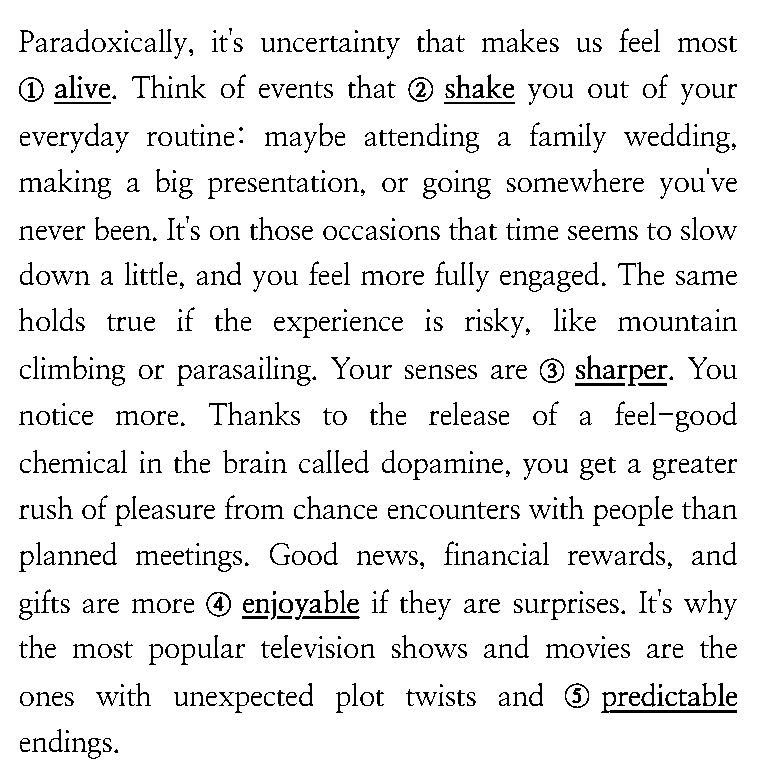 Paradoxically, it's uncertainty that makes us feel most
① alive. Think of events that ② shake you out of your
everyday routine: maybe attending a family wedding,
making a big presentation, or going somewhere you've
never been. It's on those occasions that time seems to slow
down a little, and you feel more fully engaged. The same
holds true if the experience is risky, like mountain
climbing or parasailing. Your senses are ③ sharper. You
notice more. Thanks to the release of a feel-good
chemical in the brain called dopamine, you get a greater
rush of pleasure from chance encounters with people than
planned meetings. Good news, financial rewards, and
gifts are more ④ enjoyable if they are surprises. It's why
the most popular television shows and movies are the
ones with unexpected plot twists and ⑤ predictable
endings.